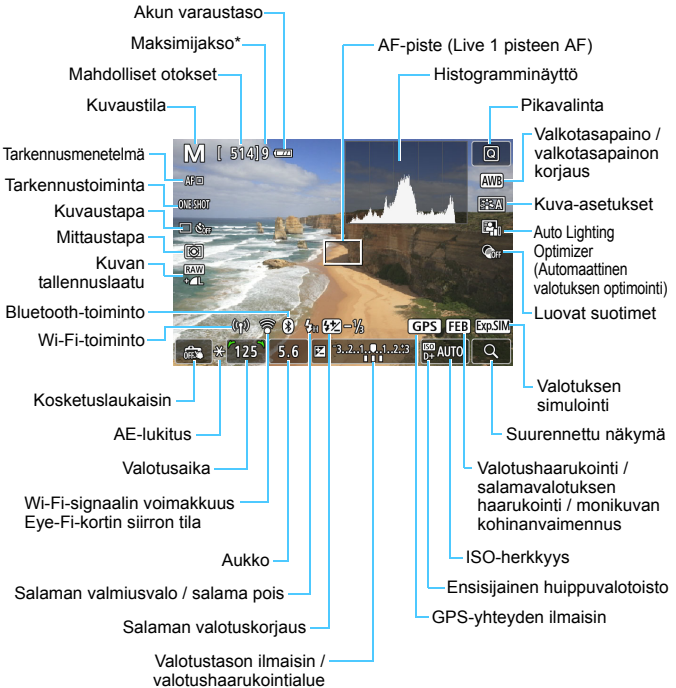 Akun varaustaso
Maksimijakso*
Mahdolliset otokset
Kuvaustila
AF-piste (Live 1 pisteen AF)
Histogramminäyttö
Pikavalinta
Valkotasapaino /
valkotasapainon
korjaus
Kuva-asetukset
Auto Lighting
Optimizer
(Automaattinen
valotuksen optimointi)
Luovat suotimet
Tarkennusmenetelmä
Tarkennustoiminta
Kuvaustapa
Mittaustapa
Kuvan
tallennuslaatu
Bluetooth-toiminto
Wi-Fi-toiminto
M [ 514] 9
Q
AF
AWB
ONE SHOT
A
OFF
OFF
RAW
+L
H
-1/3
GPS FEB Exp.SIM
OFF
125 5.6 3..2..1..0..1..2.:3 ISO D+ AUTO
Kosketuslaukaisin
AE-lukitus
Valotusaika
Wi-Fi-signaalin voimakkuus
Eye-Fi-kortin siirron tila
Aukko
Salaman valmiusvalo / salama pois
Salaman valotuskorjaus
Valotustason ilmaisin /
valotushaarukointialue
Valotuksen
simulointi
Suurennettu näkymä
Valotushaarukointi /
salamavalotuksen
haarukointi / monikuvan
kohinanvaimennus
ISO-herkkyys
Ensisijainen huippuvalotoisto
GPS-yhteyden ilmaisin